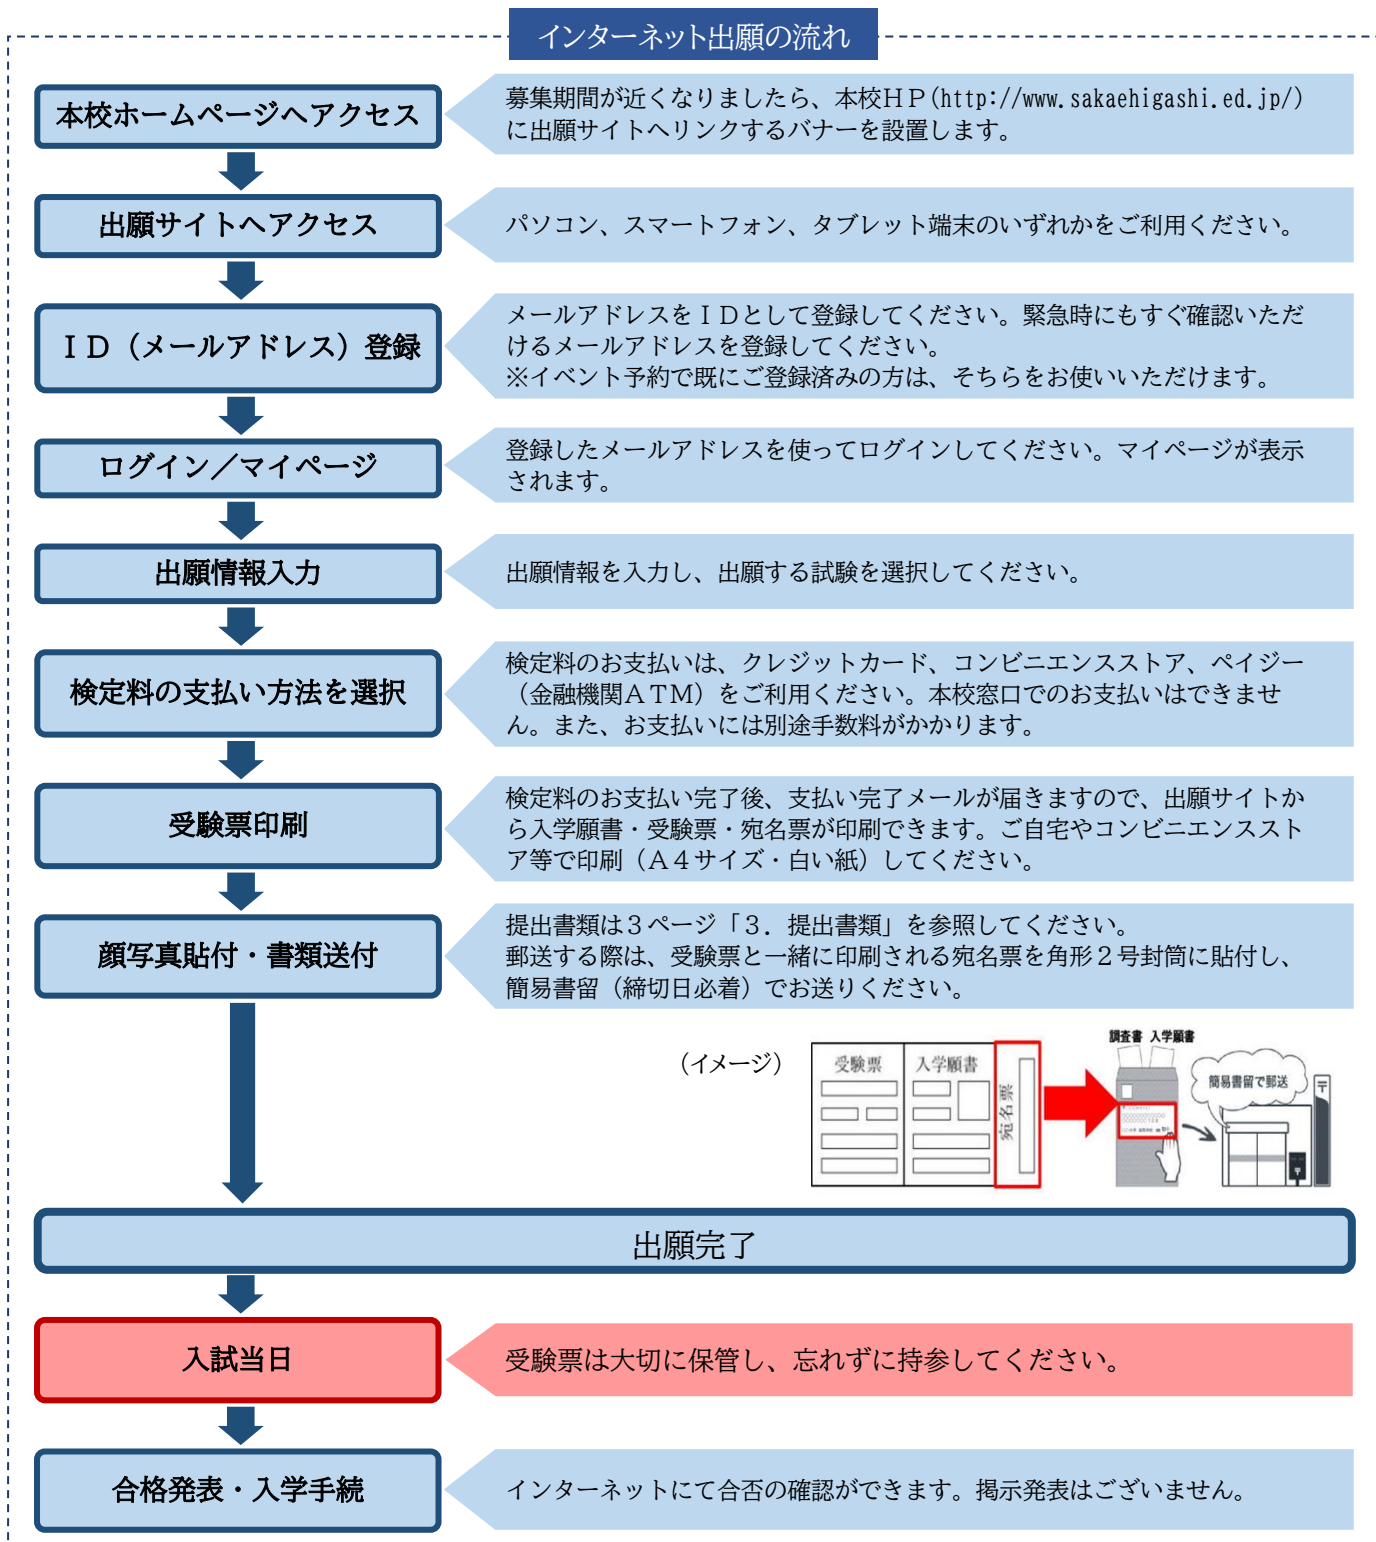 インターネット出願の流れ
本校ホームページへアクセス
募集期間が近くなりましたら、本校ＨＰ(http://www.sakaehigashi.ed.jp/)
に出願サイトへリンクするバナーを設置します。
出願サイトへアクセス
パソコン、スマートフォン、タブレット端末のいずれかをご利用ください。
ＩＤ（メールアドレス）登録
メールアドレスをＩＤとして登録してください。緊急時にもすぐ確認いただ
けるメールアドレスを登録してください。
※イベント予約で既にご登録済みの方は、そちらをお使いいただけます。
ログイン／マイページ
登録したメールアドレスを使ってログインしてください。マイページが表示
されます。
出願情報入力
出願情報を入力し、出願する試験を選択してください。
検定料の支払い方法を選択
検定料のお支払いは、クレジットカード、コンビニエンスストア、ペイジー
（金融機関ＡＴＭ）をご利用ください。本校窓口でのお支払いはできませ
ん。また、お支払いには別途手数料がかかります。
受験票印刷
検定料のお支払い完了後、支払い完了メールが届きますので、出願サイトか
ら入学願書・受験票・宛名票が印刷できます。ご自宅やコンビニエンススト
ア等で印刷（Ａ４サイズ・白い紙）してください。
顔写真貼付・書類送付
提出書類は３ページ「３．提出書類」を参照してください。
郵送する際は、受験票と一緒に印刷される宛名票を角形２号封筒に貼付し、
簡易書留（締切日必着）でお送りください。
（イメージ）
受験票
入学願書
宛名票
調査書 入学願書
簡易書留で郵送
〒
〒
出願完了
入試当日
受験票は大切に保管し、忘れずに持参してください。
合格発表・入学手続
インターネットにて合否の確認ができます。掲示発表はございません。